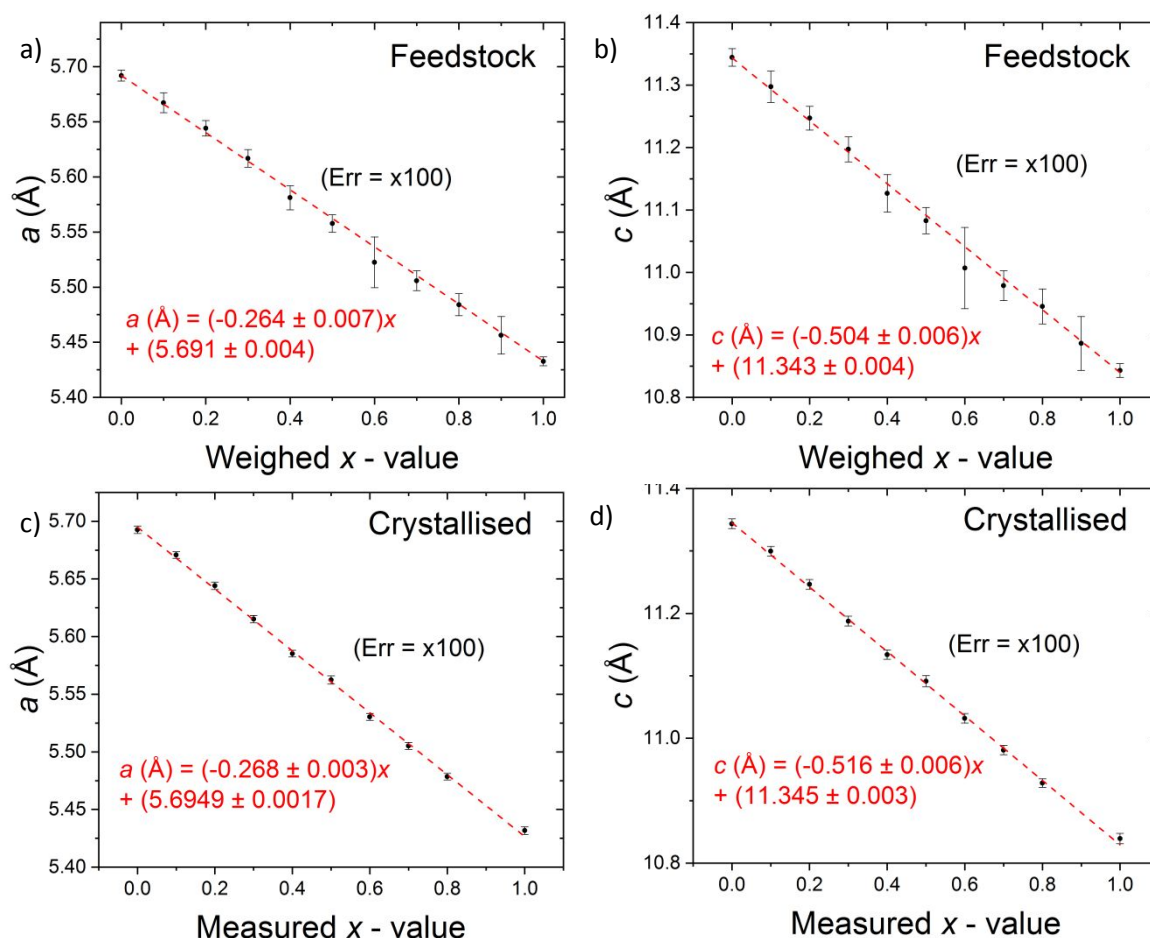 a)
Feedstock
5.70
5.65
5.60
5.55
5.50
5.45
5.40
a (Å)
(Err = x100)
a (Å) = (-0.264 ± 0.007)x
+ (5.691 ± 0.004)
0.0 0.2 0.4 0.6 0.8 1.0
Weighed x - value
b)
Feedstock
11.4
11.3
11.2
11.1
11.0
10.9
10.8
c (Å)
(Err = x100)
c (Å) = (-0.504 ± 0.006)x
+ (11.343 ± 0.004)
0.0 0.2 0.4 0.6 0.8 1.0
Weighed x - value
c)
Crystallised
5.70
5.65
5.60
5.55
5.50
5.45
5.40
a (Å)
(Err = x100)
a (Å) = (-0.268 ± 0.003)x
+ (5.6949 ± 0.0017)
0.0 0.2 0.4 0.6 0.8 1.0
Measured x - value
d)
Crystallised
11.4
11.2
11.0
10.8
c (Å)
(Err = x100)
c (Å) = (-0.516 ± 0.006)x
+ (11.345 ± 0.003)
0.0 0.2 0.4 0.6 0.8 1.0
Measured x - value